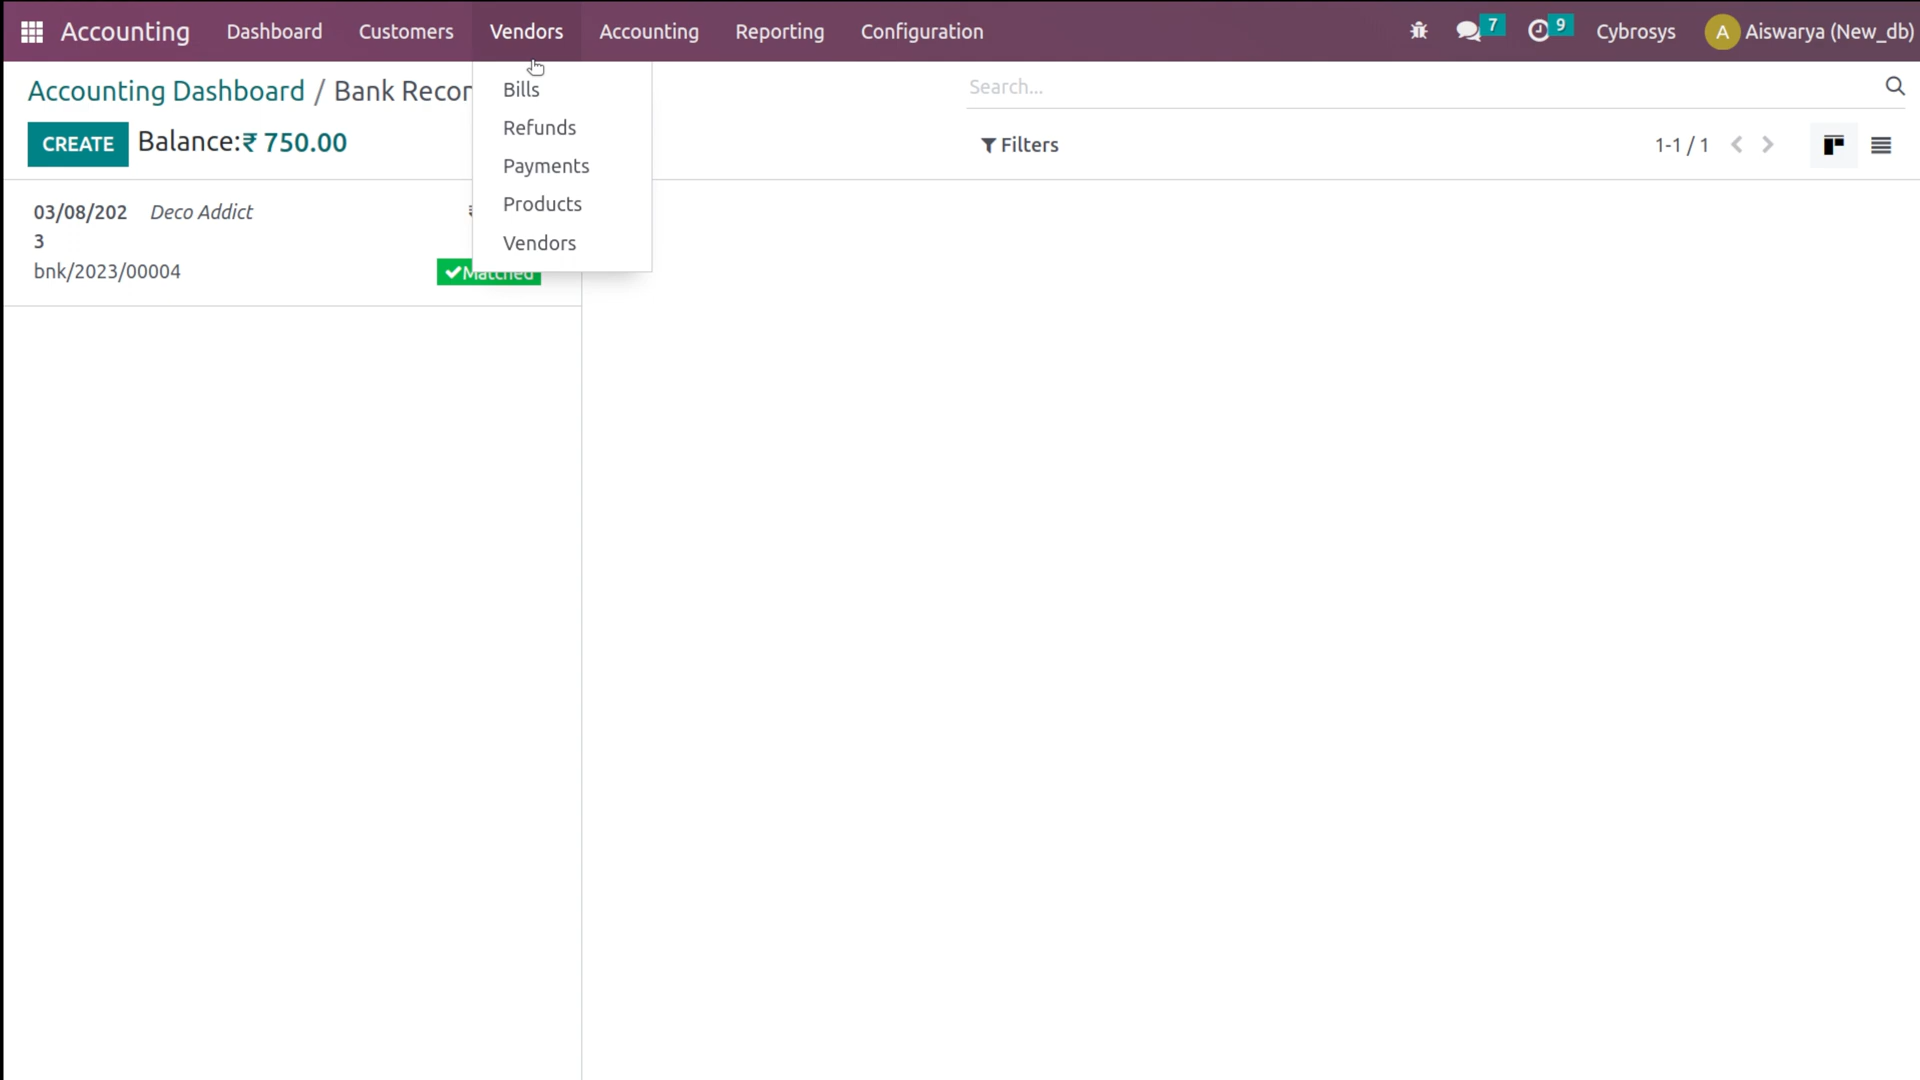 Accounting Dashboard Customers Vendors Accounting Reporting Configuration 7 9 Cybrosys A Aiswarya (New_db)
Accounting Dashboard / Bank Recon
Search...
CREATE Balance:₹ 750.00
Filters
1-1 / 1
Bills
Refunds
Payments
Products
Vendors
03/08/202
3
Deco Addict
bnk/2023/00004
Matched